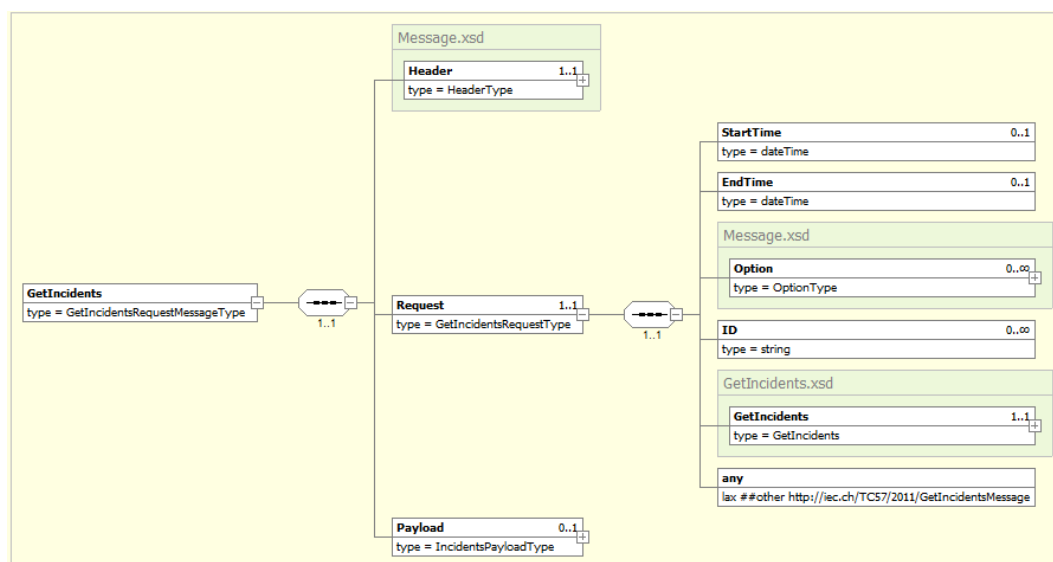 Message.xsd
Header 1..1
type = HeaderType
StartTime 0..1
type = dateTime
EndTime 0..1
type = dateTime
Message.xsd
Option 0..∞
type = OptionType
GetIncidents
type = GetIncidentsRequestMessageType
1..1
Request 1..1
type = GetIncidentsRequestType
1..1
ID 0..∞
type = string
GetIncidents.xsd
GetIncidents 1..1
type = GetIncidents
any
lax ##other http://iec.ch/TC57/2011/GetIncidentsMessage
Payload 0..1
type = IncidentsPayloadType